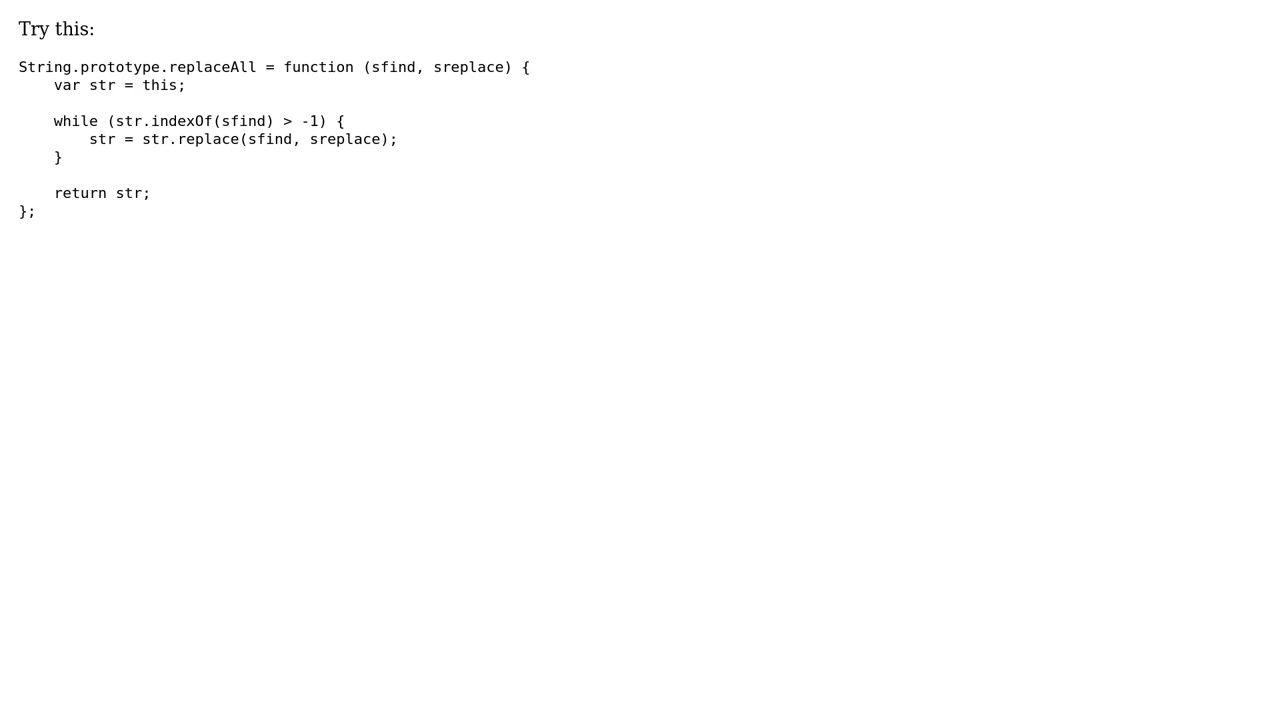 Try this:
String.prototype.replaceAll = function (sfind, sreplace) {
    var str = this;

    while (str.indexOf(sfind) > -1) {
        str = str.replace(sfind, sreplace);
    }

    return str;
};